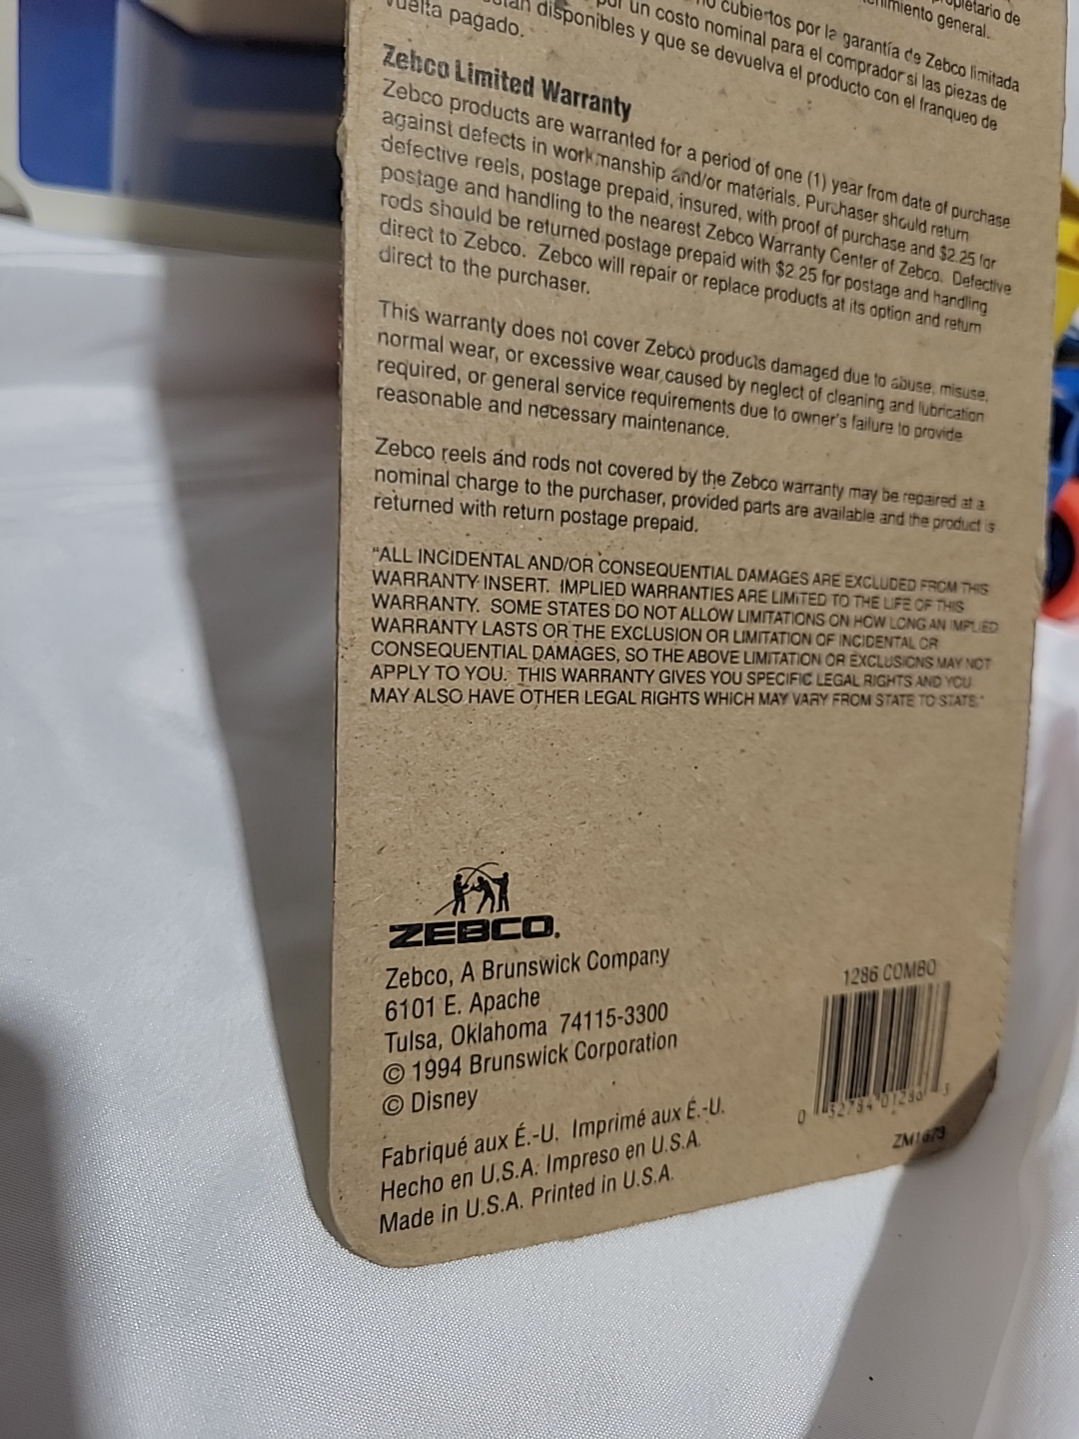 propietario de
general.
cubiertos por la garantía de Zebco limitada
por un costo nominal para el comprador si las piezas de
disponibles y que se devuelva el producto con el franqueo de
vuelta pagado.
Zebco Limited Warranty
Zebco products are warranted for a period of one (1) year from date of purchase
against defects in workmanship and/or materials. Purchaser should return
defective reels, postage prepaid, insured, with proof of purchase and $2.25 for
postage and handling to the nearest Zebco Warranty Center of Zebco. Defective
rods should be returned postage prepaid with $2.25 for postage and handling
direct to Zebco. Zebco will repair or replace products at its option and return
direct to the purchaser.
This warranty does not cover Zebco products damaged due to abuse, misuse,
normal wear, or excessive wear caused by neglect of cleaning and lubrication
required, or general service requirements due to owner's failure to provide
reasonable and necessary maintenance.
Zebco reels and rods not covered by the Zebco warranty may be repaired at a
nominal charge to the purchaser, provided parts are available and the product is
returned with return postage prepaid.
"ALL INCIDENTAL AND/OR CONSEQUENTIAL DAMAGES ARE EXCLUDED FROM THIS
WARRANTY INSERT. IMPLIED WARRANTIES ARE LIMITED TO THE LIFE OF THIS
WARRANTY. SOME STATES DO NOT ALLOW LIMITATIONS ON HOW LONG AN IMPLIED
WARRANTY LASTS OR THE EXCLUSION OR LIMITATION OF INCIDENTAL OR
CONSEQUENTIAL DAMAGES, SO THE ABOVE LIMITATION OR EXCLUSIONS MAY NOT
APPLY TO YOU. THIS WARRANTY GIVES YOU SPECIFIC LEGAL RIGHTS AND YOU
MAY ALSO HAVE OTHER LEGAL RIGHTS WHICH MAY VARY FROM STATE TO STATE."
ZEBCO.
Zebco, A Brunswick Company
6101 E. Apache
Tulsa, Oklahoma 74115-3300
© 1994 Brunswick Corporation
© Disney
Fabriqué aux É.-U. Imprimé aux É.-U.
Hecho en U.S.A. Impreso en U.S.A.
Made in U.S.A. Printed in U.S.A.
1286 COMBO
0 32784 01286 3